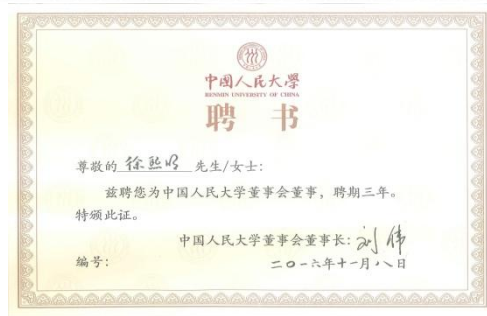 中国人民大學
RENMIN UNIVERSITY OF CHINA
聘 书
尊敬的 徐熙明 先生/女士：
兹聘您为中国人民大学董事会董事，聘期三年。
特颁此证。
中国人民大学董事会董事长：刘伟
编号：
二〇一六年十一月八日